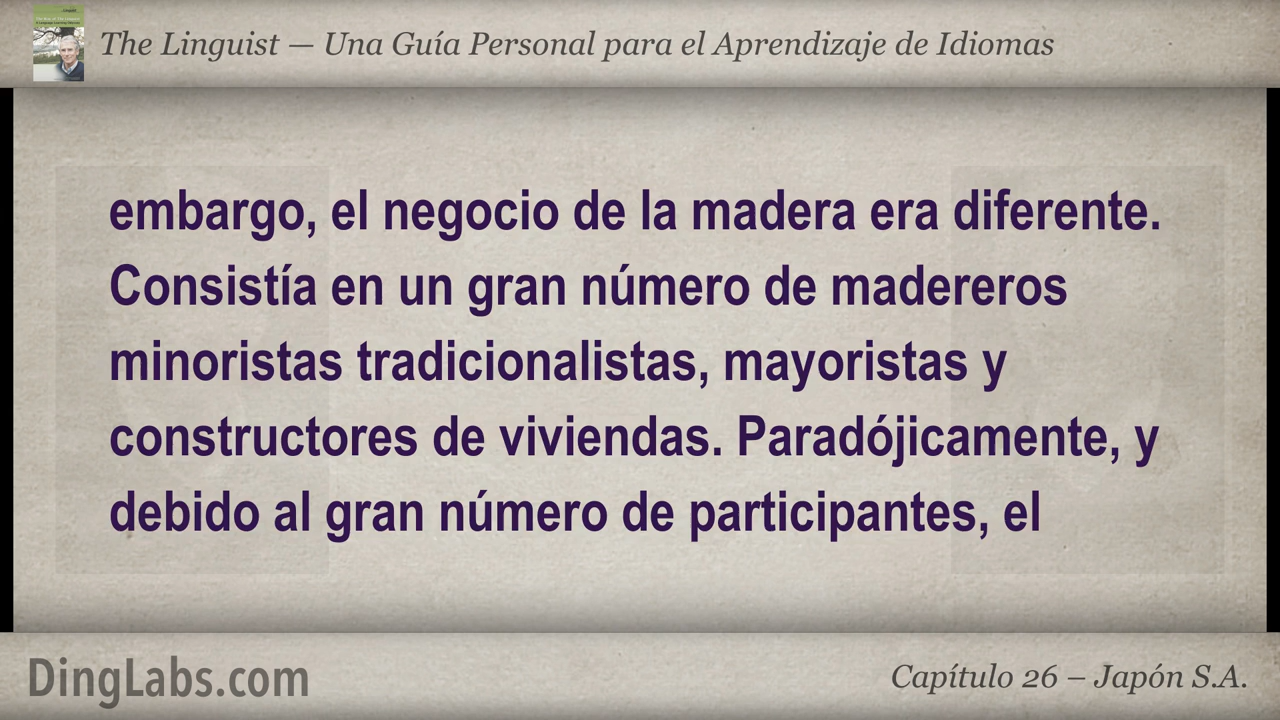 The Linguist — Una Guía Personal para el Aprendizaje de Idiomas
embargo, el negocio de la madera era diferente.
Consistía en un gran número de madereros
minoristas tradicionalistas, mayoristas y
constructores de viviendas. Paradójicamente, y
debido al gran número de participantes, el
DingLabs.com
Capítulo 26 – Japón S.A.